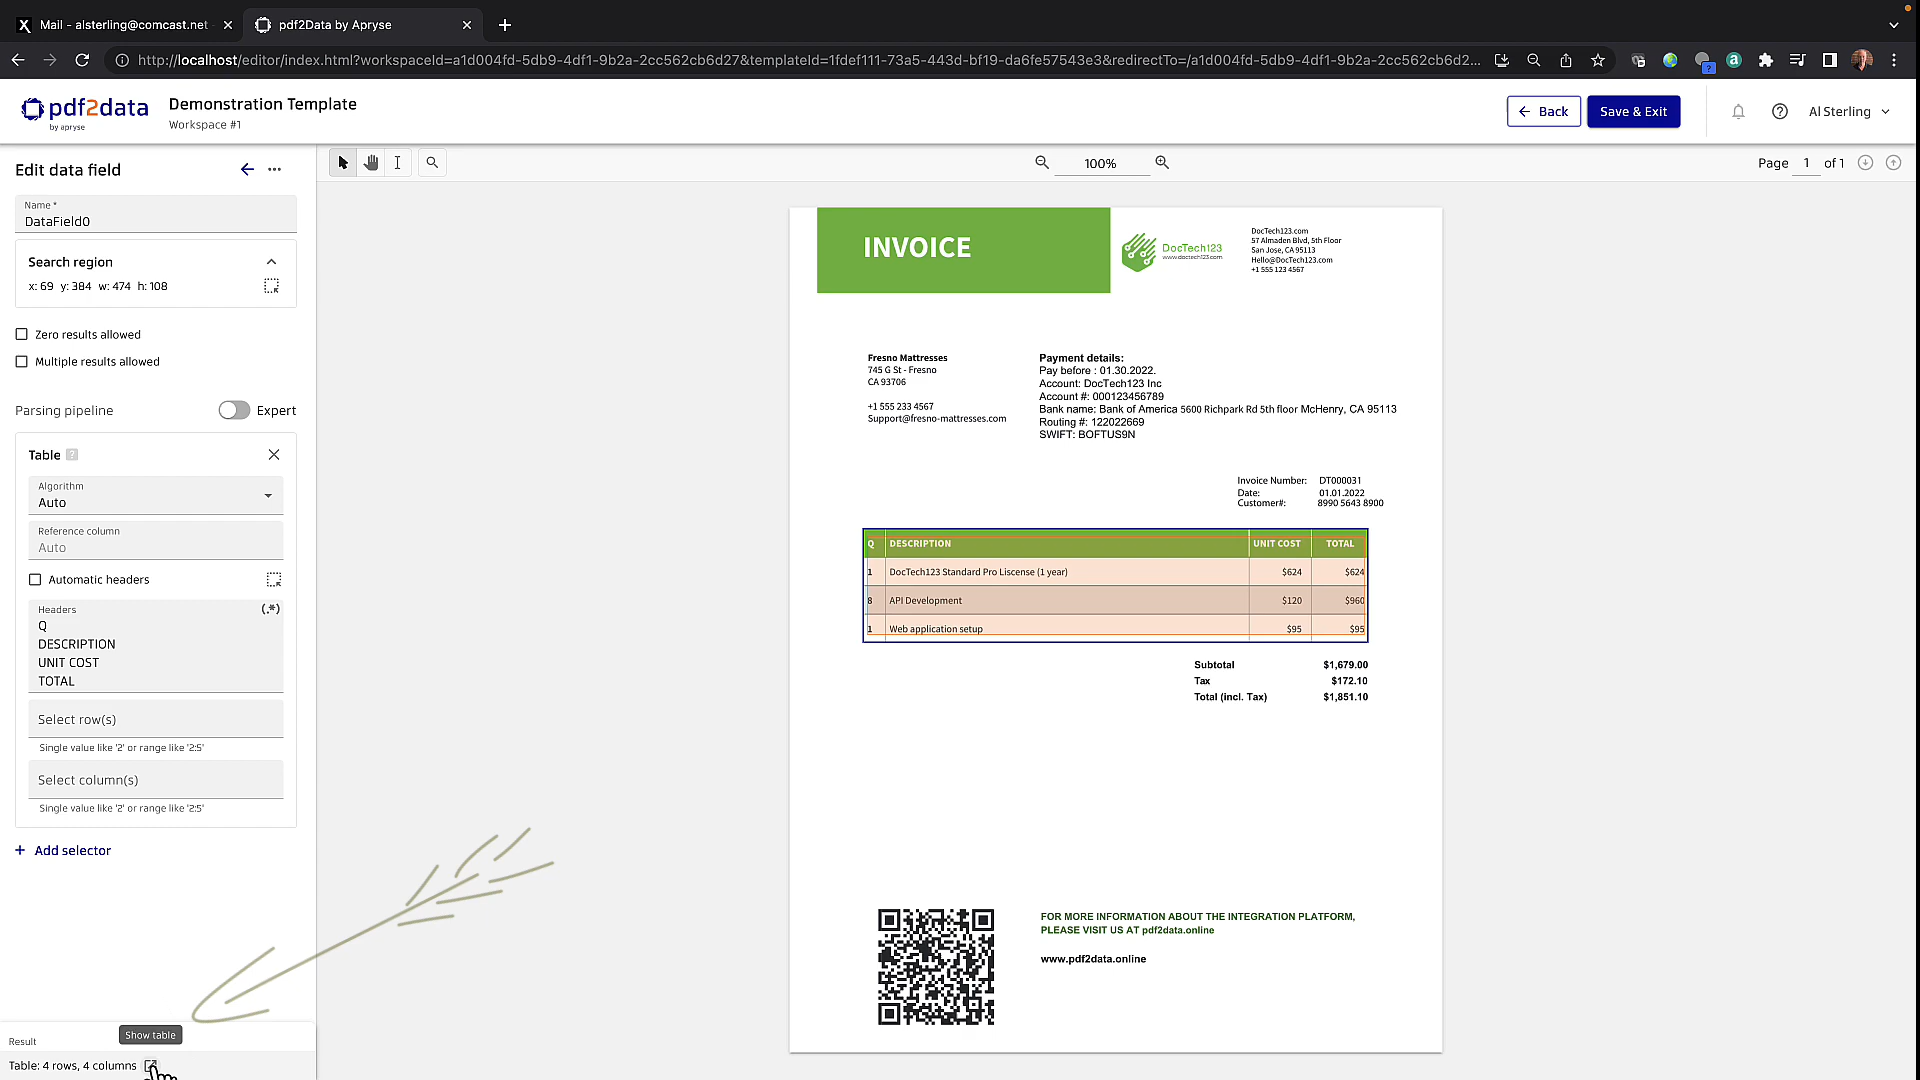 Mail - alsterling@comcast.net
pdf2Data by Apryse
http://localhost/editor/index.html?workspaceId=a1d004fd-5db9-4df1-9b2a-2cc562cb6d27&templateId=1fdef111-73a5-443d-bf19-da6fe57543e3&redirectTo=/a1d004fd-5db9-4df1-9b2a-2cc562cb6d2...
pdf2data
by apryse
Demonstration Template
Workspace #1
Back
Save & Exit
Al Sterling
Edit data field
Name *
DataField0
Search region
x: 69 y: 384 w: 474 h: 108
Zero results allowed
Multiple results allowed
Parsing pipeline
Expert
Table
Algorithm
Auto
Reference column
Auto
Automatic headers
Headers
(.*)
Q
DESCRIPTION
UNIT COST
TOTAL
Select row(s)
Single value like '2' or range like '2:5'
Select column(s)
Single value like '2' or range like '2:5'
+ Add selector
Show table
Result
Table: 4 rows, 4 columns
100%
Page 1 of 1
INVOICE
DocTech123
www.doctech123.com
DocTech123.com
57 Almaden Blvd, 5th Floor
San Jose, CA 95113
Hello@DocTech123.com
+1 555 123 4567
Fresno Mattresses
745 G St - Fresno
CA 93706
+1 555 233 4567
Support@fresno-mattresses.com
Payment details:
Pay before : 01.30.2022.
Account: DocTech123 Inc
Account #: 000123456789
Bank name: Bank of America 5600 Richpark Rd 5th floor McHenry, CA 95113
Routing #: 122022669
SWIFT: BOFTUS9N
Invoice Number: DT000031
Date: 01.01.2022
Customer#: 8990 5643 8900
Q DESCRIPTION UNIT COST TOTAL
1 DocTech123 Standard Pro Liscense (1 year) $624 $624
8 API Development $120 $960
1 Web application setup $95 $95
Subtotal $1,679.00
Tax $172.10
Total (incl. Tax) $1,851.10
FOR MORE INFORMATION ABOUT THE INTEGRATION PLATFORM,
PLEASE VISIT US AT pdf2data.online
www.pdf2data.online